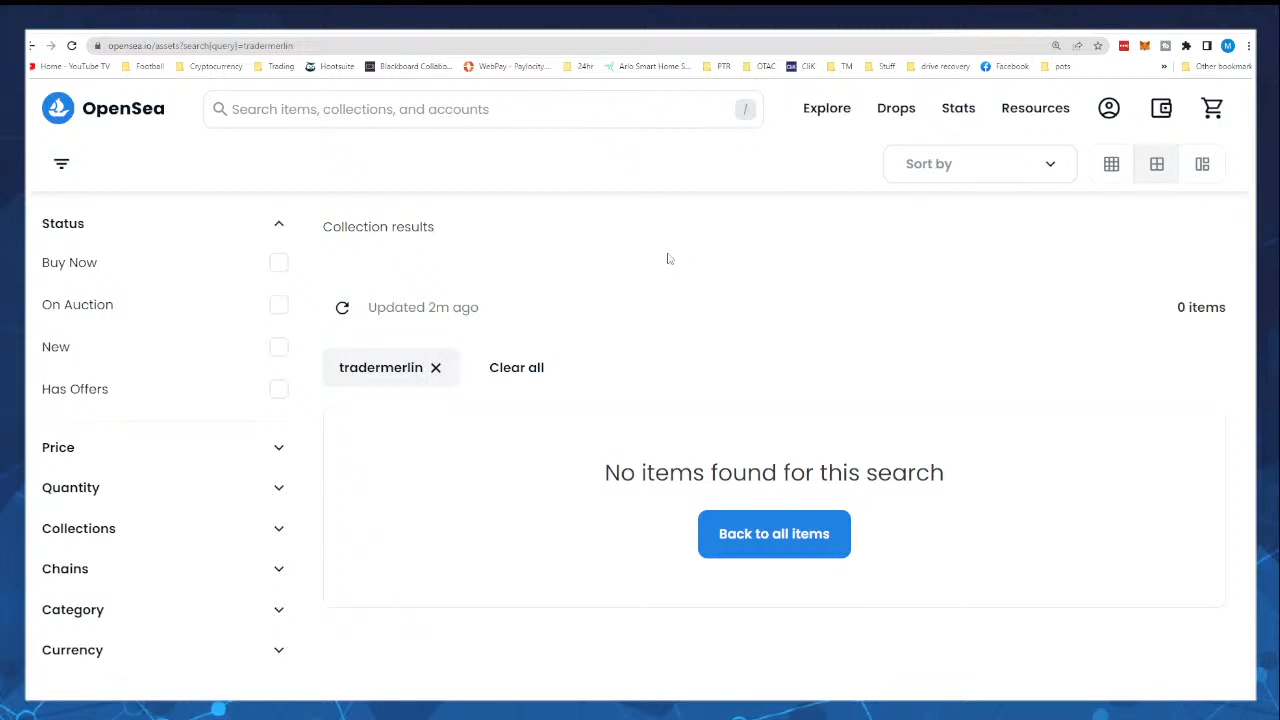 opensea.io/assets?search[query]=tradermerlin
M
Home - YouTube TV Football Cryptocurrency Trading Hootsuite Blackboard Collabo... WebPay - Paylocity... 24hr Arlo Smart Home S... PTR OTAC CliK TM Stuff drive recovery Facebook pots » Other bookmark
OpenSea
Search items, collections, and accounts /
Explore Drops Stats Resources
Sort by
Status
Buy Now
On Auction
New
Has Offers
Price
Quantity
Collections
Chains
Category
Currency
Collection results
Updated 2m ago 0 items
tradermerlin Clear all
No items found for this search
Back to all items